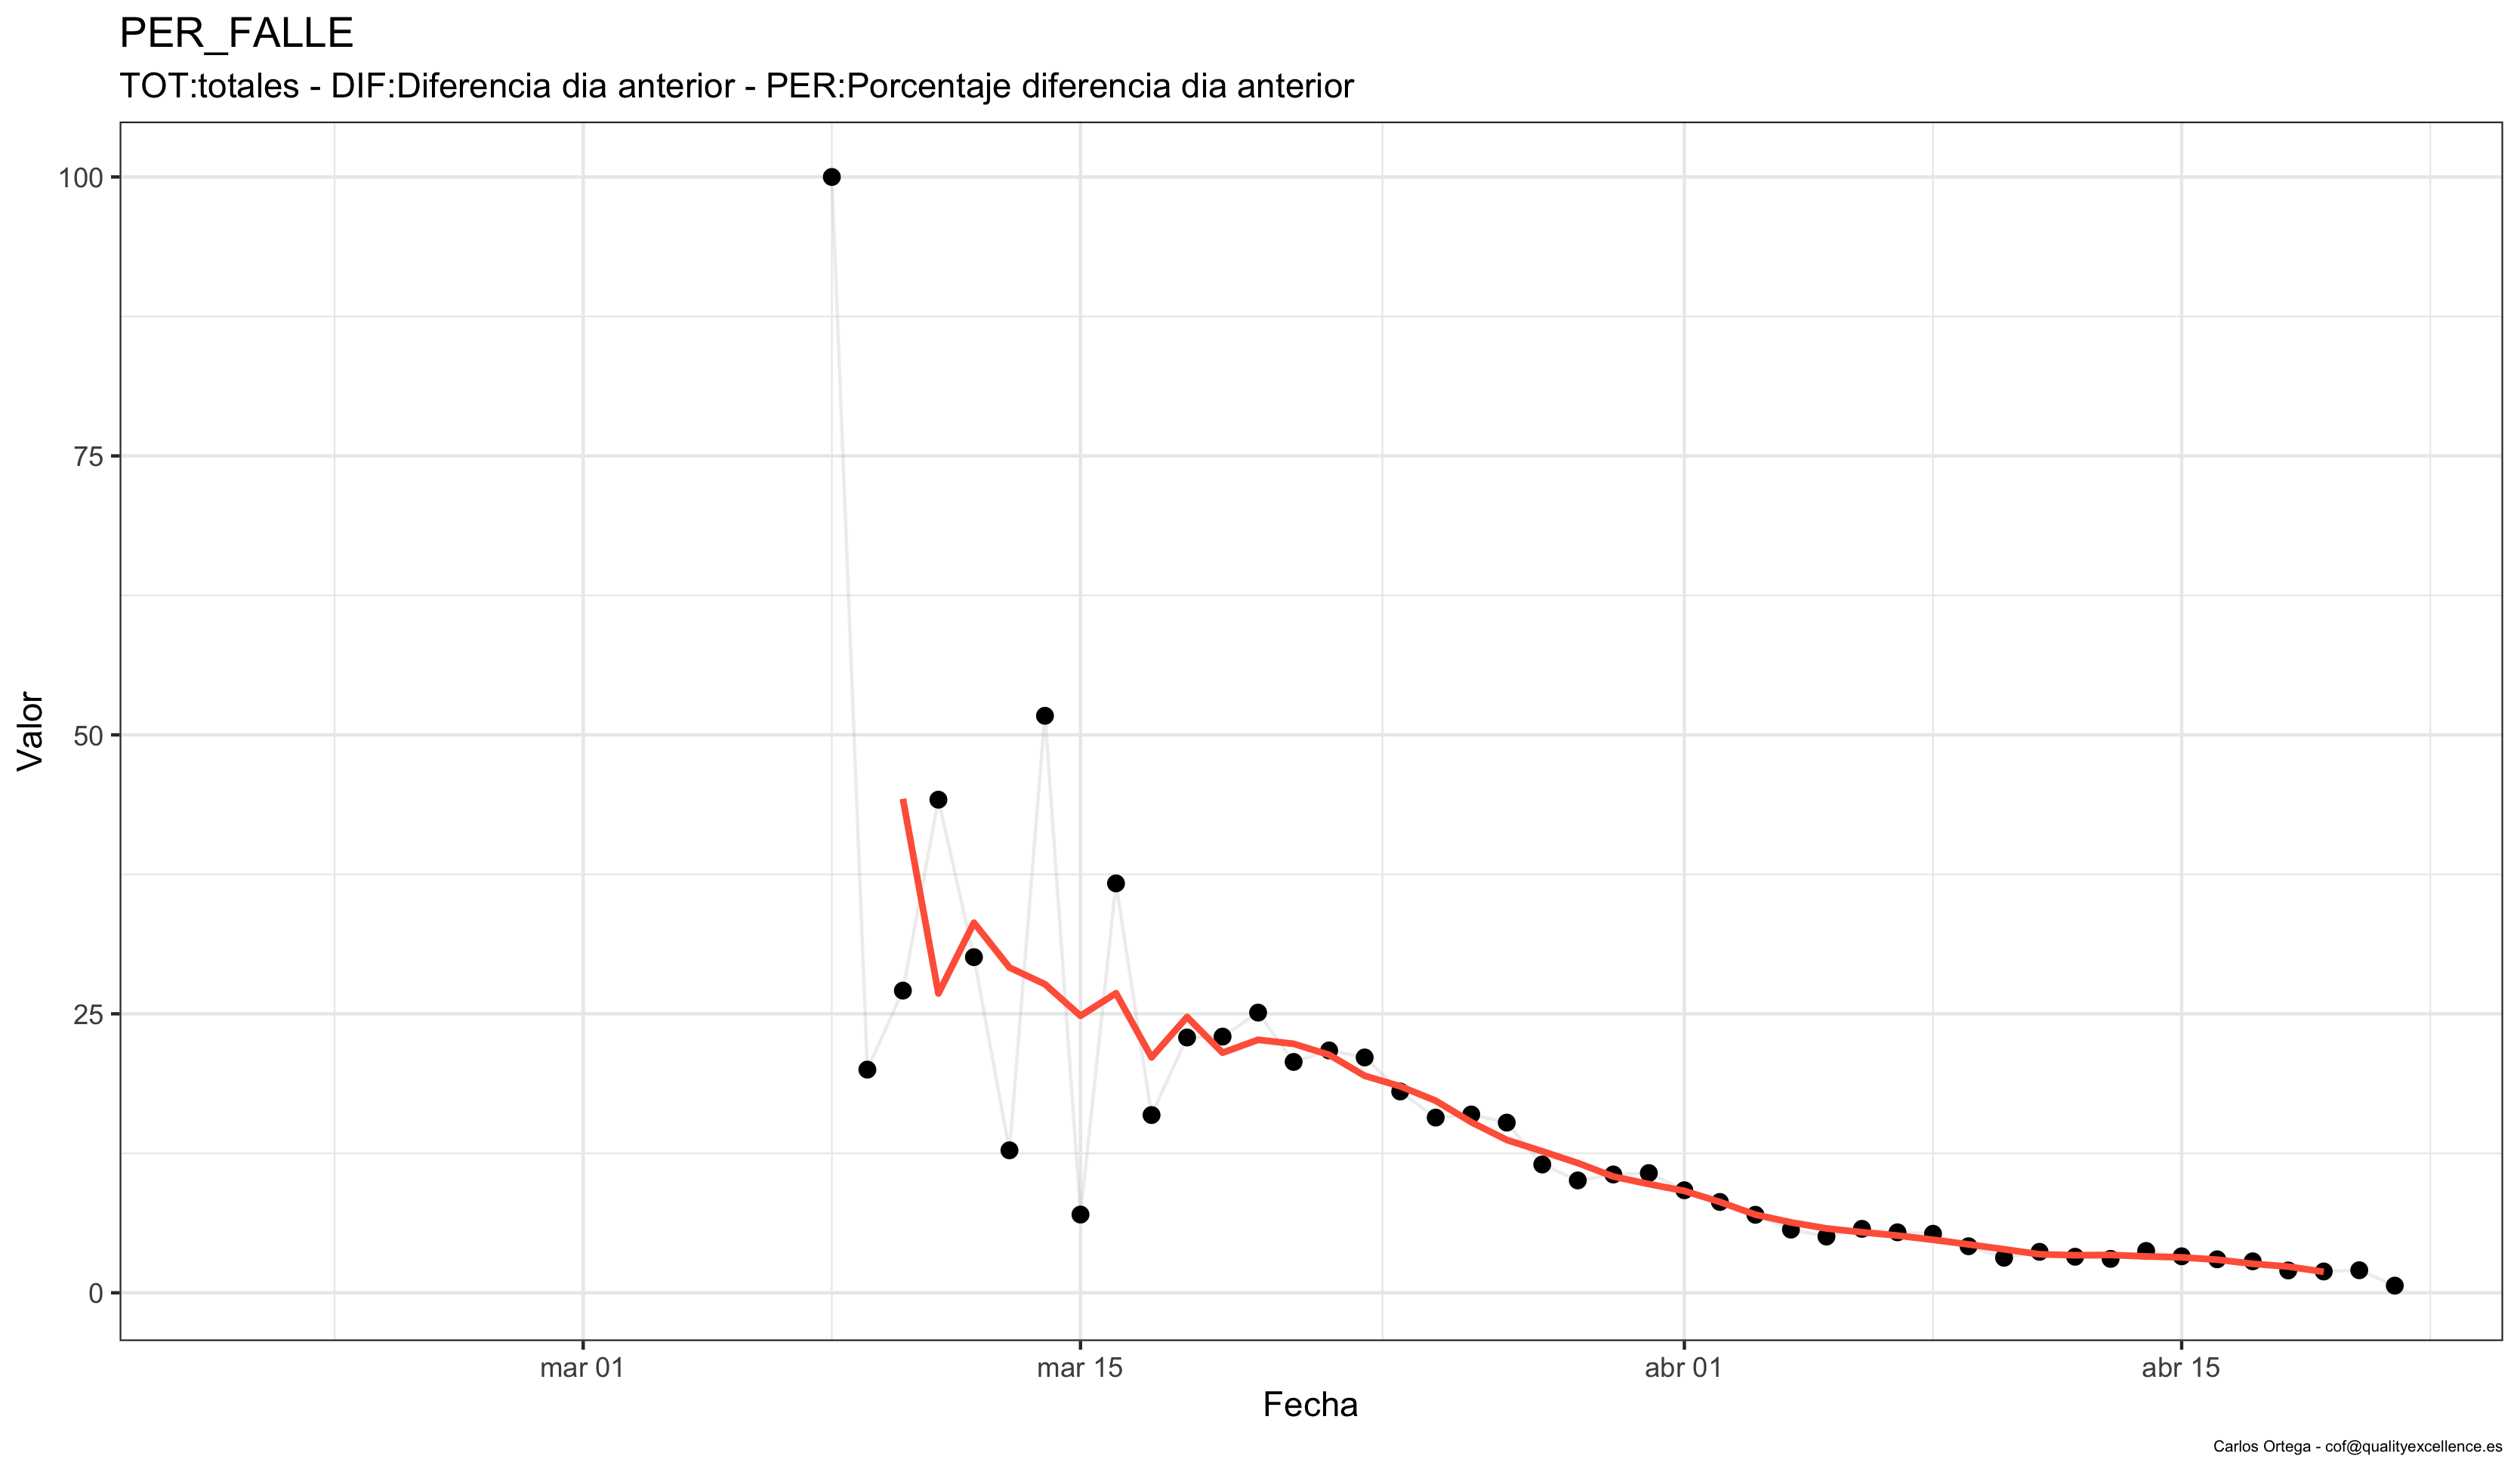 PER_FALLE
TOT:totales - DIF:Diferencia dia anterior - PER:Porcentaje diferencia dia anterior
100
75
50
25
0
Valor
mar 01
mar 15
abr 01
abr 15
Fecha
Carlos Ortega - cof@qualityexcellence.es